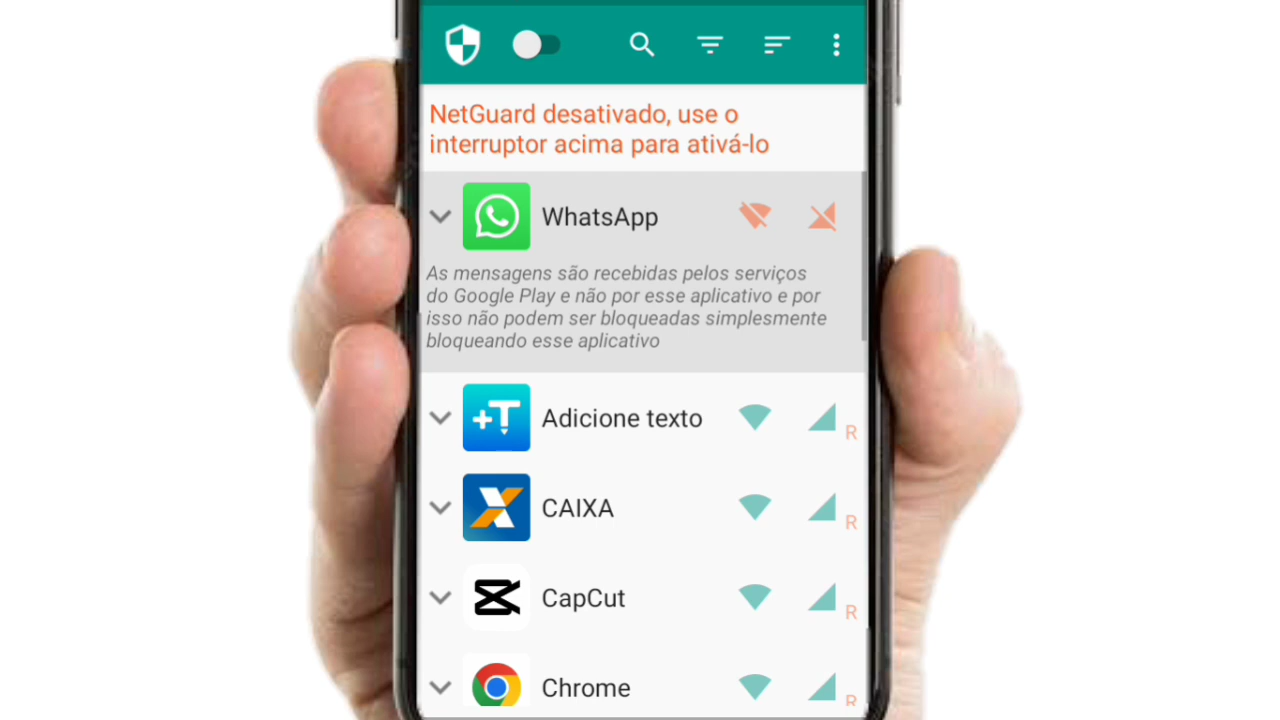 NetGuard desativado, use o
interruptor acima para ativá-lo
WhatsApp
As mensagens são recebidas pelos serviços
do Google Play e não por esse aplicativo e por
isso não podem ser bloqueadas simplesmente
bloqueando esse aplicativo
+T
Adicione texto
R
CAIXA
R
CapCut
R
Chrome
R